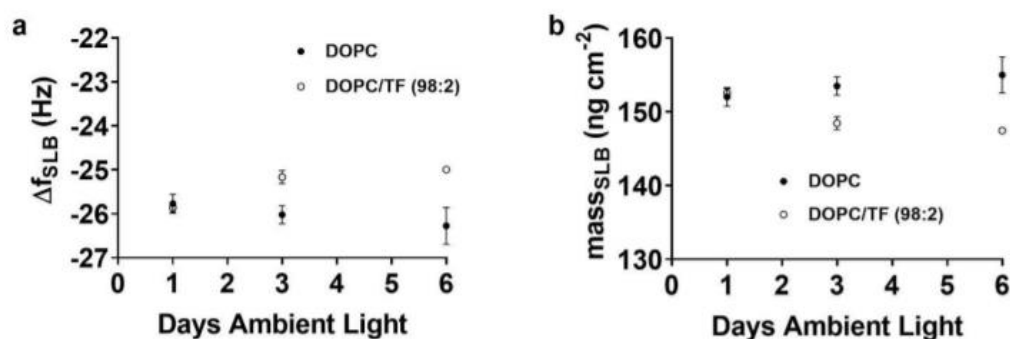 a
-22
-23
-24
-25
-26
-27
ΔfSLB (Hz)
DOPC
DOPC/TF (98:2)
0 1 2 3 4 5 6
Days Ambient Light
b
160
150
140
130
massSLB (ng cm-2)
DOPC
DOPC/TF (98:2)
0 1 2 3 4 5 6
Days Ambient Light